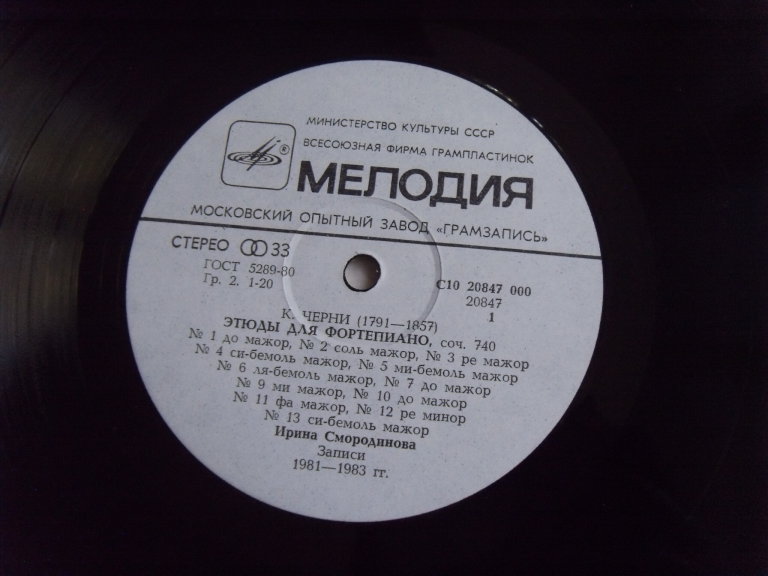 МИНИСТЕРСТВО КУЛЬТУРЫ СССР
ВСЕСОЮЗНАЯ ФИРМА ГРАМПЛАСТИНОК
®
МЕЛОДИЯ
МОСКОВСКИЙ ОПЫТНЫЙ ЗАВОД «ГРАМЗАПИСЬ»
СТЕРЕО 33
ГОСТ 5289-80
Гр. 2. 1-20
С10 20847 000
20847
1
К. ЧЕРНИ (1791—1857)
ЭТЮДЫ ДЛЯ ФОРТЕПИАНО, соч. 740
№ 1 до мажор, № 2 соль мажор, № 3 ре мажор
№ 4 си-бемоль мажор, № 5 ми-бемоль мажор
№ 6 ля-бемоль мажор, № 7 до мажор
№ 9 ми мажор, № 10 до мажор
№ 11 фа мажор, № 12 ре минор
№ 13 си-бемоль мажор
Ирина Смородинова
Записи
1981—1983 гг.